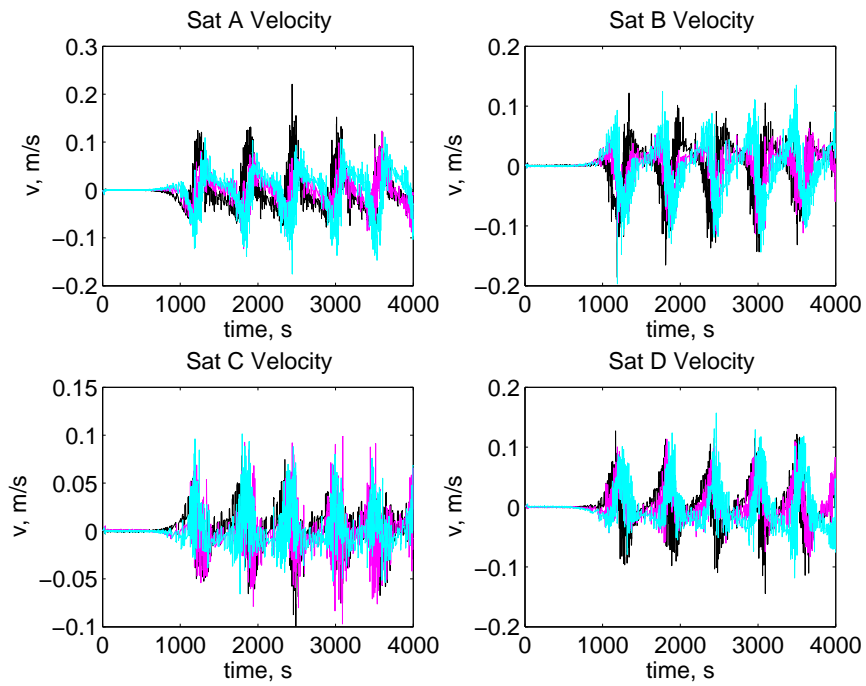 Sat A Velocity
0.3
0.2
0.1
0
−0.1
−0.2
v, m/s
0 1000 2000 3000 4000
time, s
Sat B Velocity
0.2
0.1
0
−0.1
−0.2
v, m/s
0 1000 2000 3000 4000
time, s
Sat C Velocity
0.15
0.1
0.05
0
−0.05
−0.1
v, m/s
0 1000 2000 3000 4000
time, s
Sat D Velocity
0.2
0.1
0
−0.1
−0.2
v, m/s
0 1000 2000 3000 4000
time, s